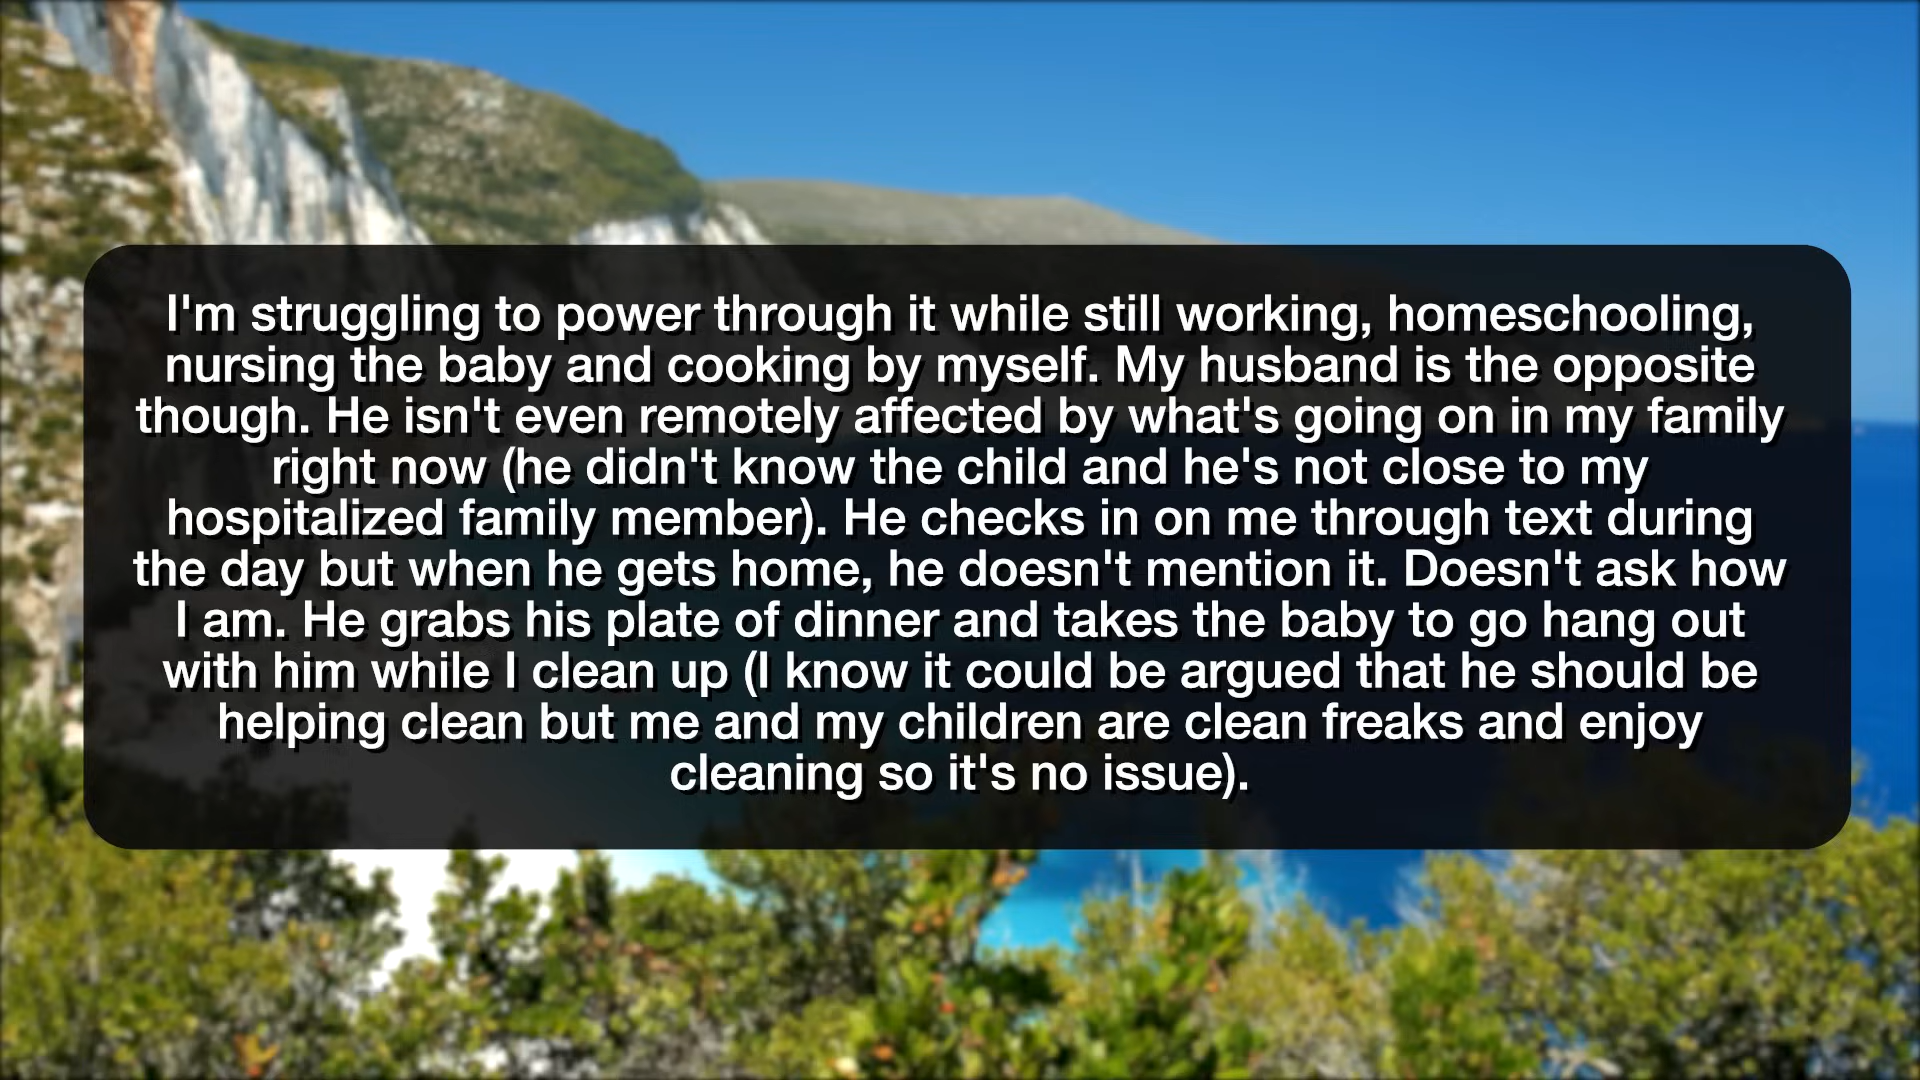 I'm struggling to power through it while still working, homeschooling,
nursing the baby and cooking by myself. My husband is the opposite
though. He isn't even remotely affected by what's going on in my family
right now (he didn't know the child and he's not close to my
hospitalized family member). He checks in on me through text during
the day but when he gets home, he doesn't mention it. Doesn't ask how
I am. He grabs his plate of dinner and takes the baby to go hang out
with him while I clean up (I know it could be argued that he should be
helping clean but me and my children are clean freaks and enjoy
cleaning so it's no issue).